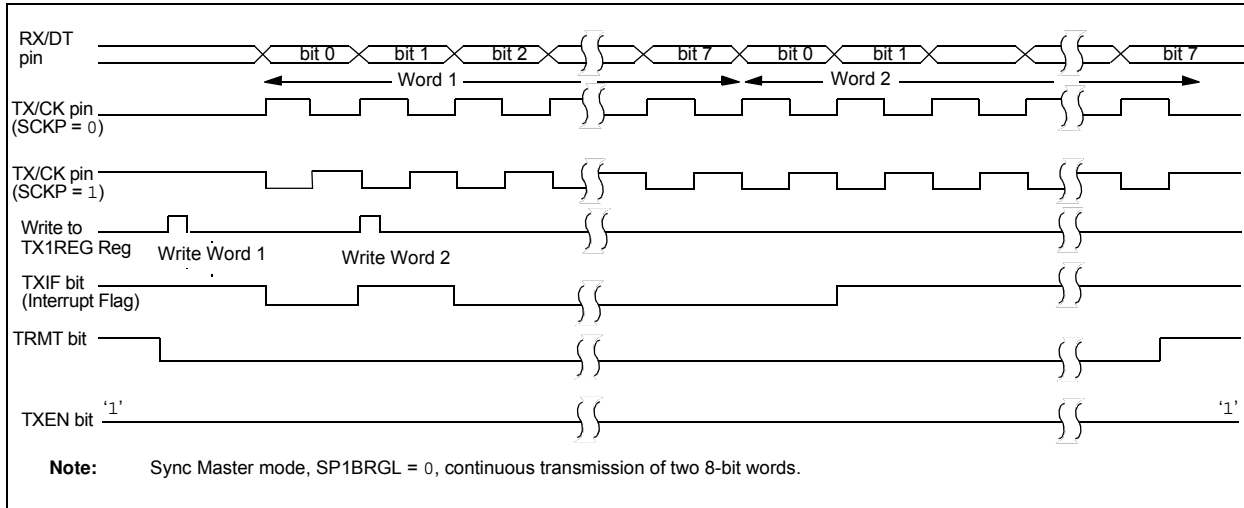 RX/DT
pin
bit 0 bit 1 bit 2 bit 7 bit 0 bit 1 bit 7
Word 1 Word 2
TX/CK pin
(SCKP = 0)
TX/CK pin
(SCKP = 1)
Write to
TX1REG Reg
Write Word 1 Write Word 2
TXIF bit
(Interrupt Flag)
TRMT bit
‘1’ ‘1’
TXEN bit
Note: Sync Master mode, SP1BRGL = 0, continuous transmission of two 8-bit words.